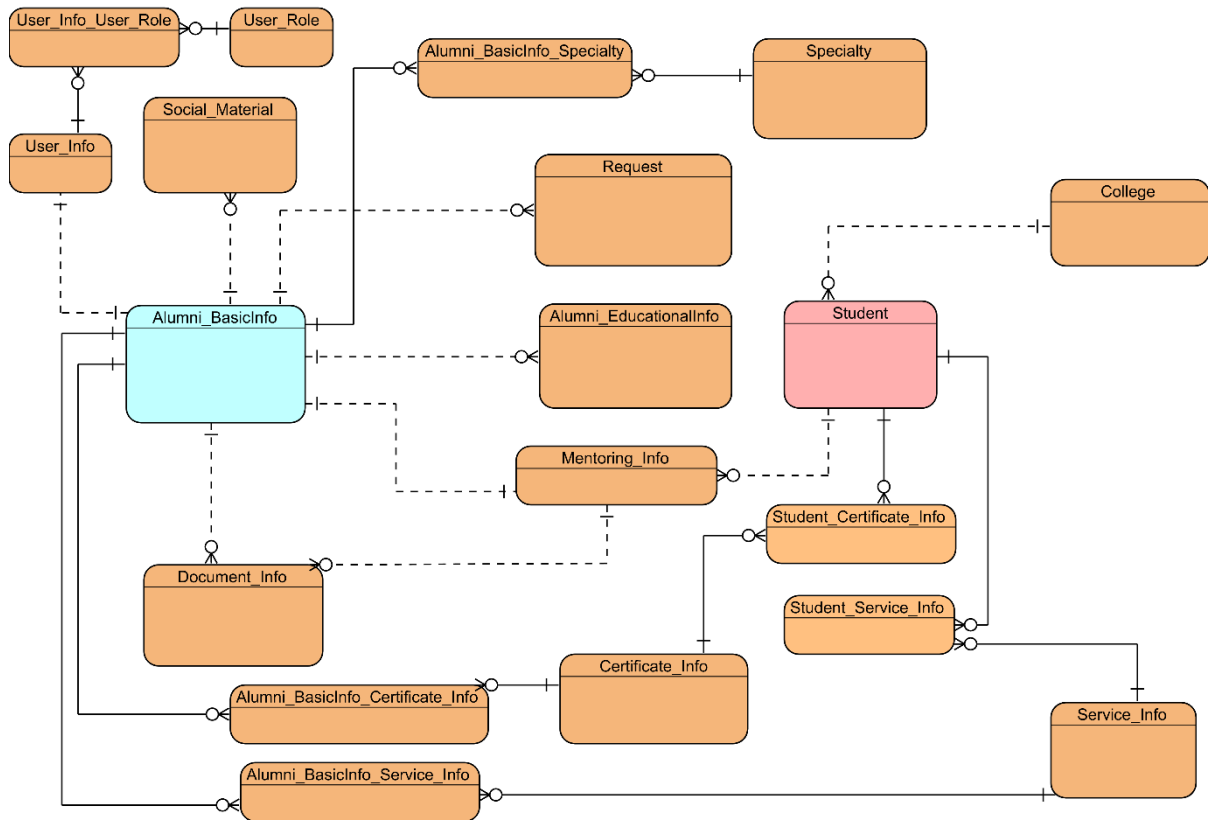 User_Info_User_Role
User_Role
Alumni_BasicInfo_Specialty
Specialty
Social_Material
User_Info
Request
College
Alumni_BasicInfo
Alumni_EducationalInfo
Student
Mentoring_Info
Student_Certificate_Info
Document_Info
Student_Service_Info
Certificate_Info
Alumni_BasicInfo_Certificate_Info
Service_Info
Alumni_BasicInfo_Service_Info